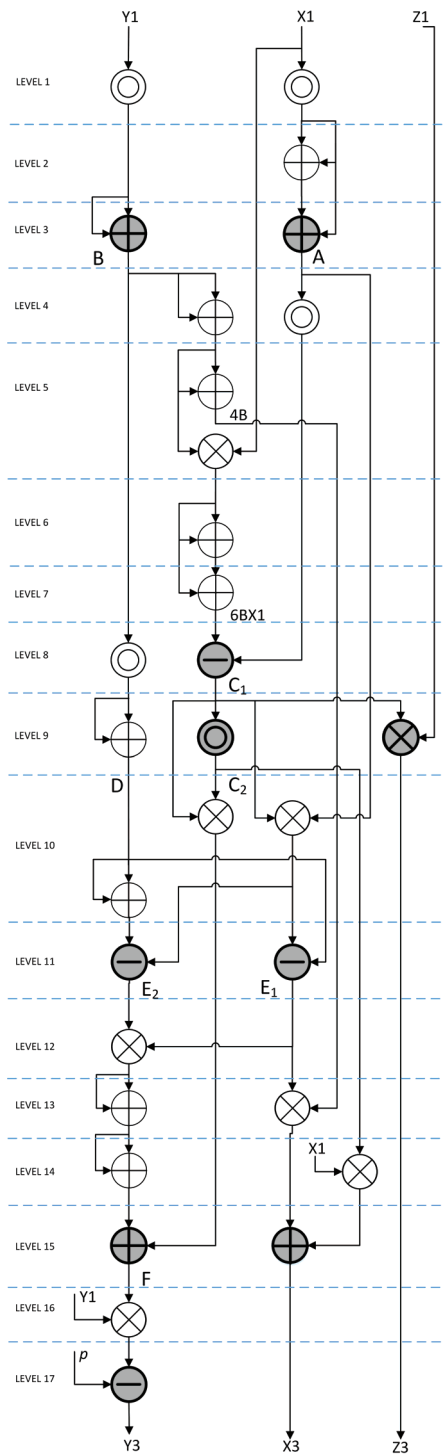 Y1 X1 Z1
LEVEL 1
LEVEL 2
LEVEL 3
B A
LEVEL 4
LEVEL 5
4B
LEVEL 6
LEVEL 7
6BX1
LEVEL 8
C1
LEVEL 9
D C2
LEVEL 10
LEVEL 11
E2 E1
LEVEL 12
LEVEL 13
LEVEL 14
X1
LEVEL 15
F
LEVEL 16
Y1
LEVEL 17
p
Y3 X3 Z3